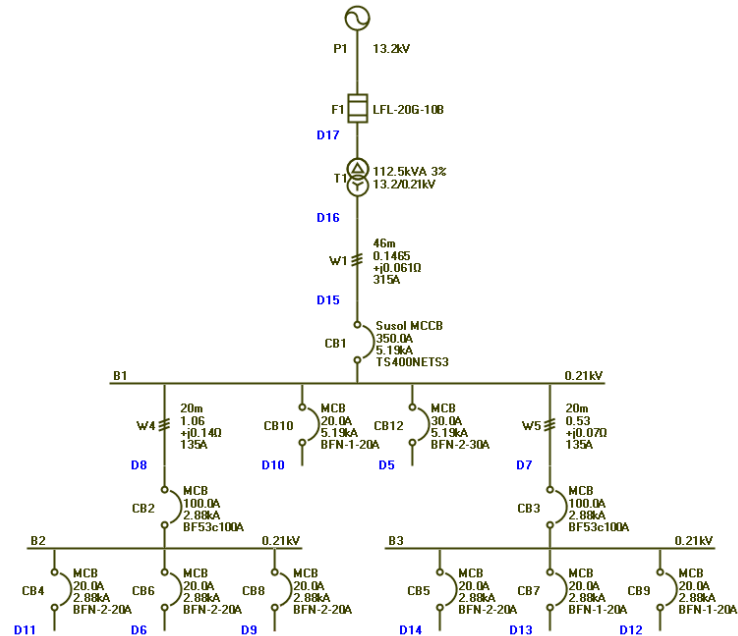 P1 13.2kV
F1 LFL-20G-10B
D17
T1 112.5kVA 3%
13.2/0.21kV
D16
W1 46m
0.1465
+j0.061Ω
315A
D15
CB1 Susol MCCB
350.0A
5.19kA
TS400NETS3
B1 0.21kV
W4 20m
1.06
+j0.14Ω
135A
D8
CB10 MCB
20.0A
5.19kA
BFN-1-20A
D10
CB12 MCB
30.0A
5.19kA
BFN-2-30A
D5
W5 20m
0.53
+j0.07Ω
135A
D7
CB2 MCB
100.0A
2.88kA
BF53c100A
CB3 MCB
100.0A
2.88kA
BF53c100A
B2 0.21kV
B3 0.21kV
CB4 MCB
20.0A
2.88kA
BFN-2-20A
D11
CB6 MCB
20.0A
2.88kA
BFN-2-20A
D6
CB8 MCB
20.0A
2.88kA
BFN-2-20A
D9
CB5 MCB
20.0A
2.88kA
BFN-2-20A
D14
CB7 MCB
20.0A
2.88kA
BFN-1-20A
D13
CB9 MCB
20.0A
2.88kA
BFN-1-20A
D12